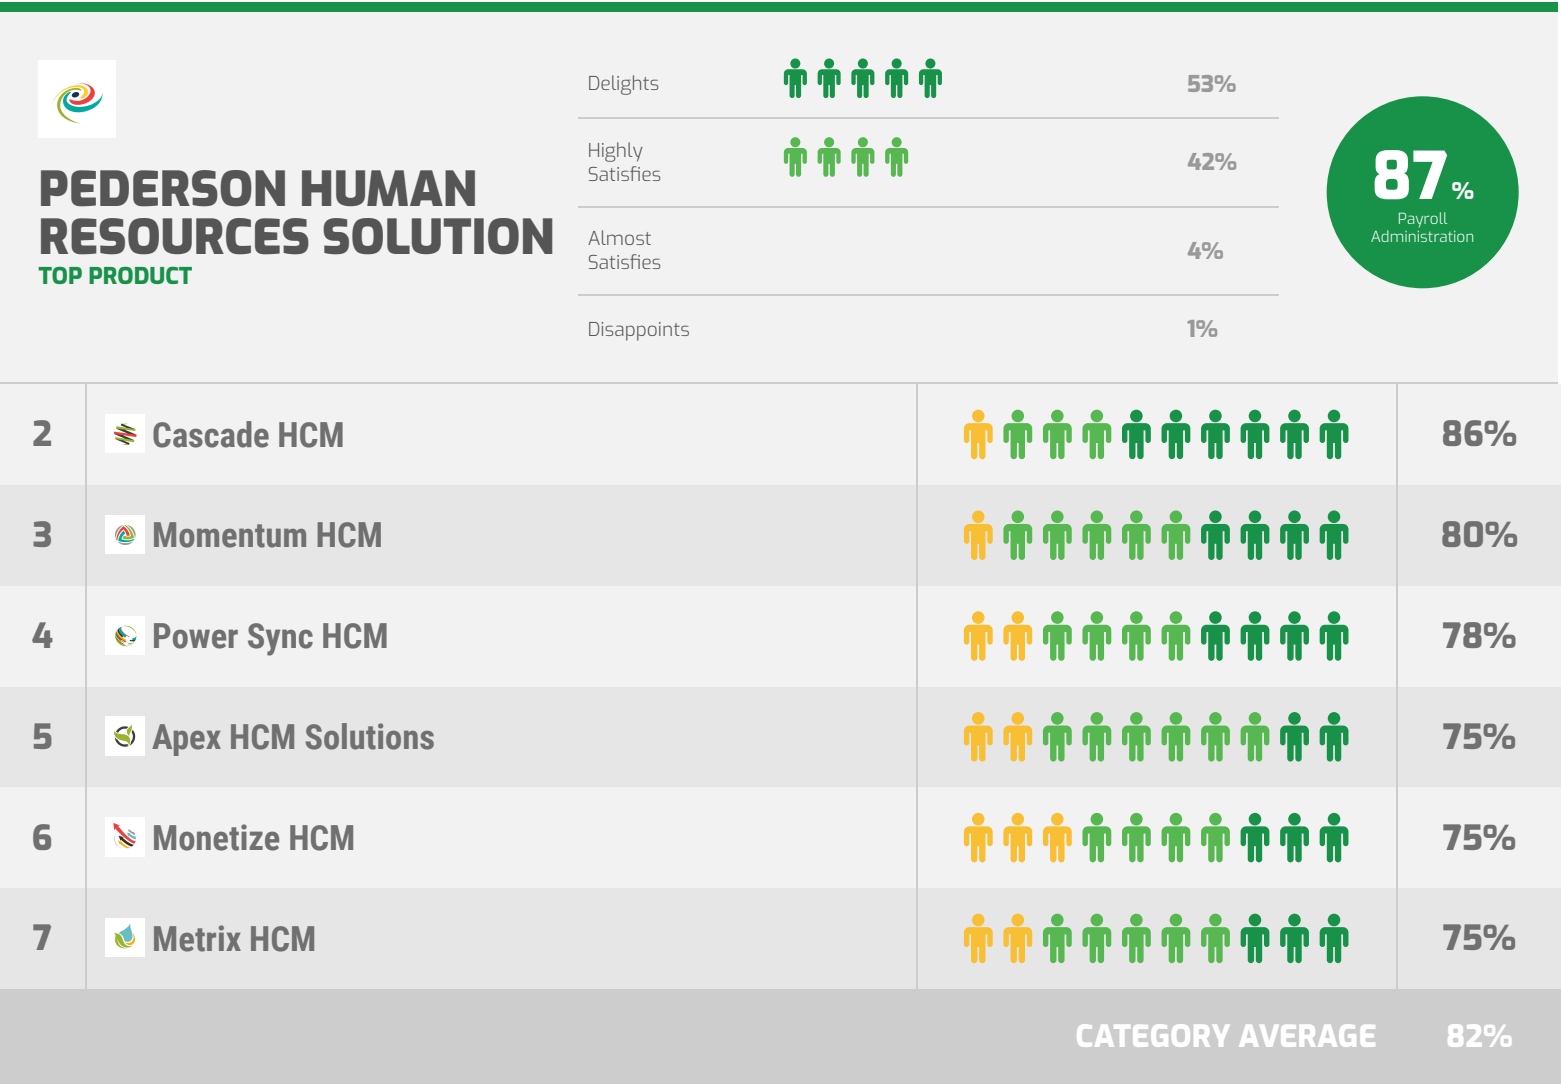 PEDERSON HUMAN
RESOURCES SOLUTION
TOP PRODUCT
Delights 53%
Highly
Satisfies 42%
Almost
Satisfies 4%
Disappoints 1%
87%
Payroll
Administration
2 Cascade HCM 86%
3 Momentum HCM 80%
4 Power Sync HCM 78%
5 Apex HCM Solutions 75%
6 Monetize HCM 75%
7 Metrix HCM 75%
CATEGORY AVERAGE 82%